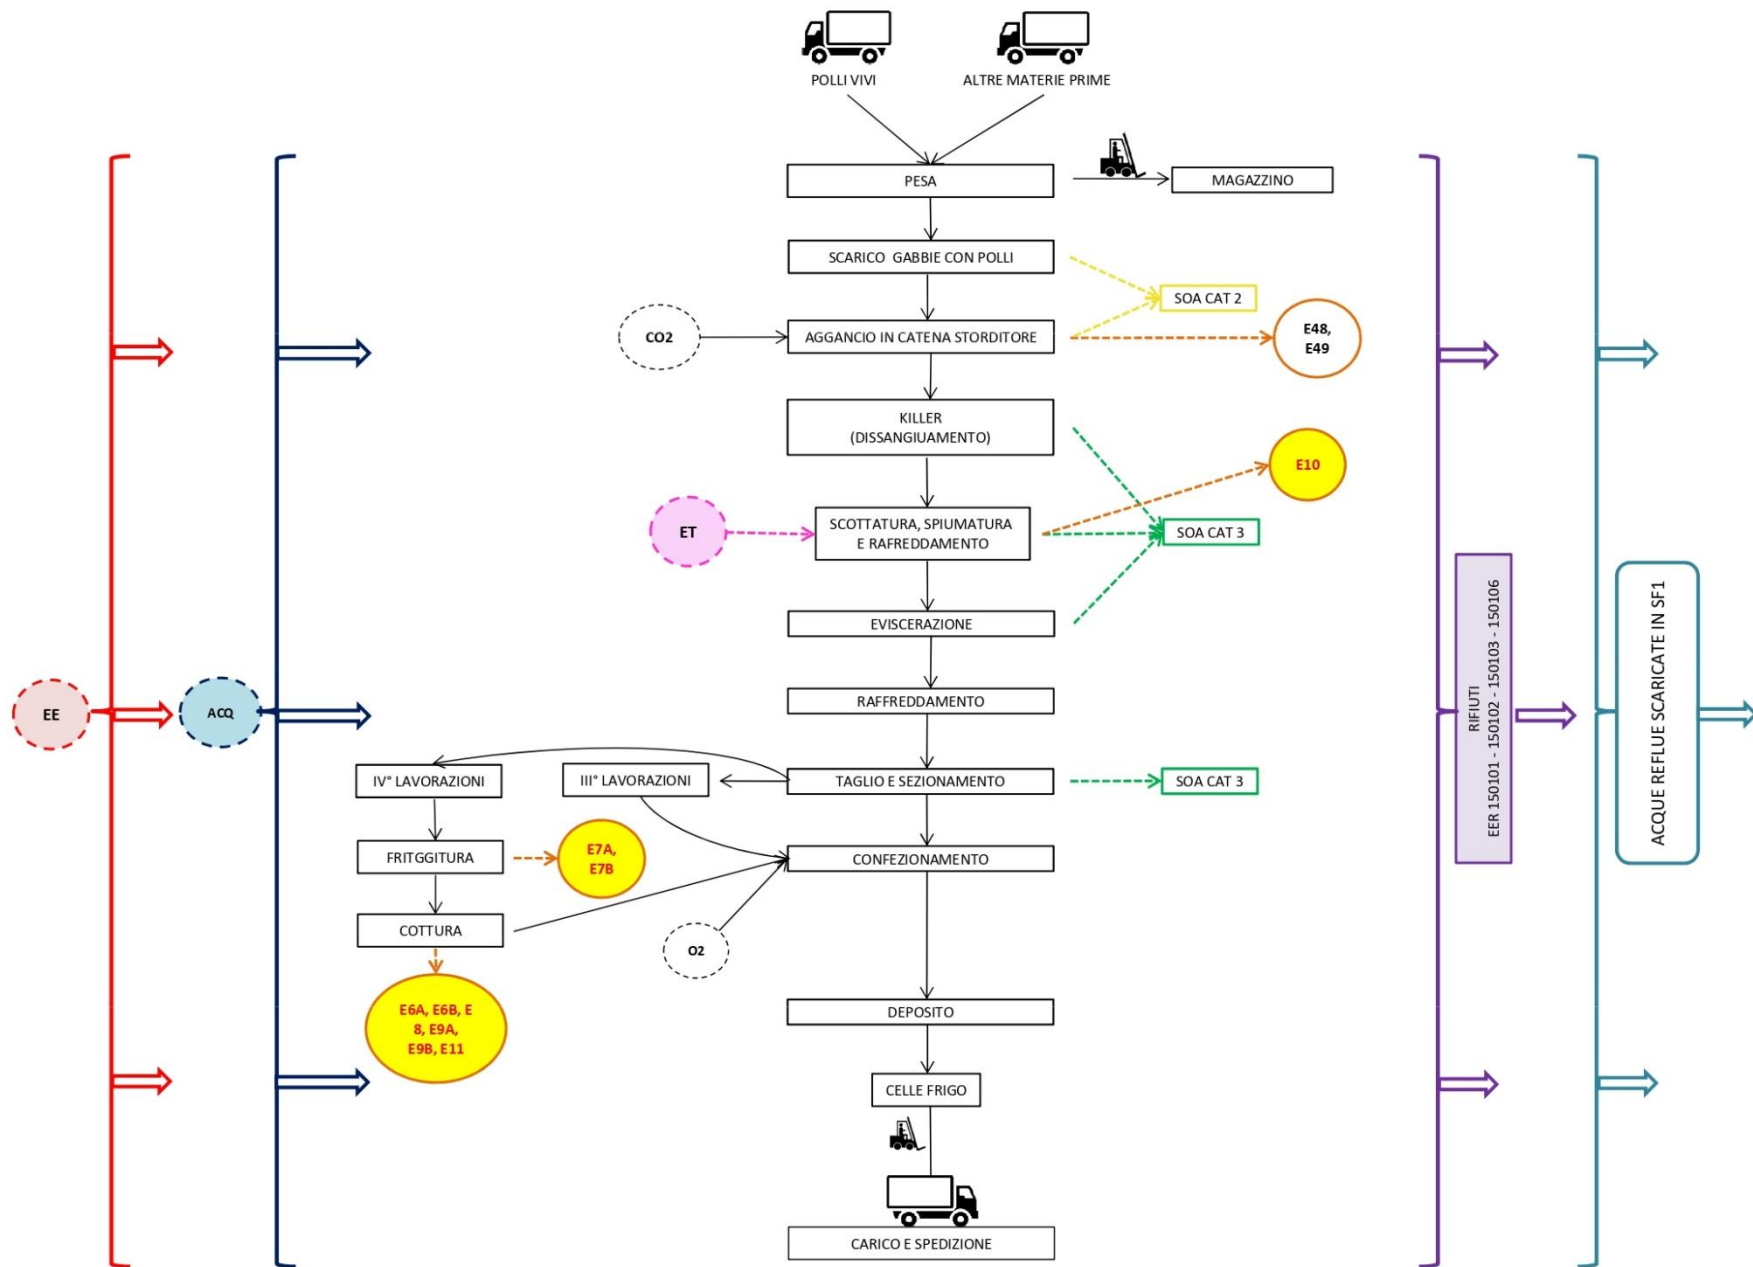 POLLI VIVI
ALTRE MATERIE PRIME
PESA
MAGAZZINO
SCARICO GABBIE CON POLLI
SOA CAT 2
CO2
AGGANCIO IN CATENA STORDITORE
E48,
E49
KILLER
(DISSANGIUAMENTO)
E10
ET
SCOTTATURA, SPIUMATURA
E RAFREDDAMENTO
SOA CAT 3
EVISCERAZIONE
RAFFREDDAMENTO
EE
ACQ
RIFIUTI
EER 150101 - 150102 - 150103 - 150106
ACQUE REFLUE SCARICATE IN SF1
IV° LAVORAZIONI
III° LAVORAZIONI
TAGLIO E SEZIONAMENTO
SOA CAT 3
FRITGGITURA
E7A,
E7B
CONFEZIONAMENTO
COTTURA
O2
E6A, E6B, E
8, E9A,
E9B, E11
DEPOSITO
CELLE FRIGO
CARICO E SPEDIZIONE